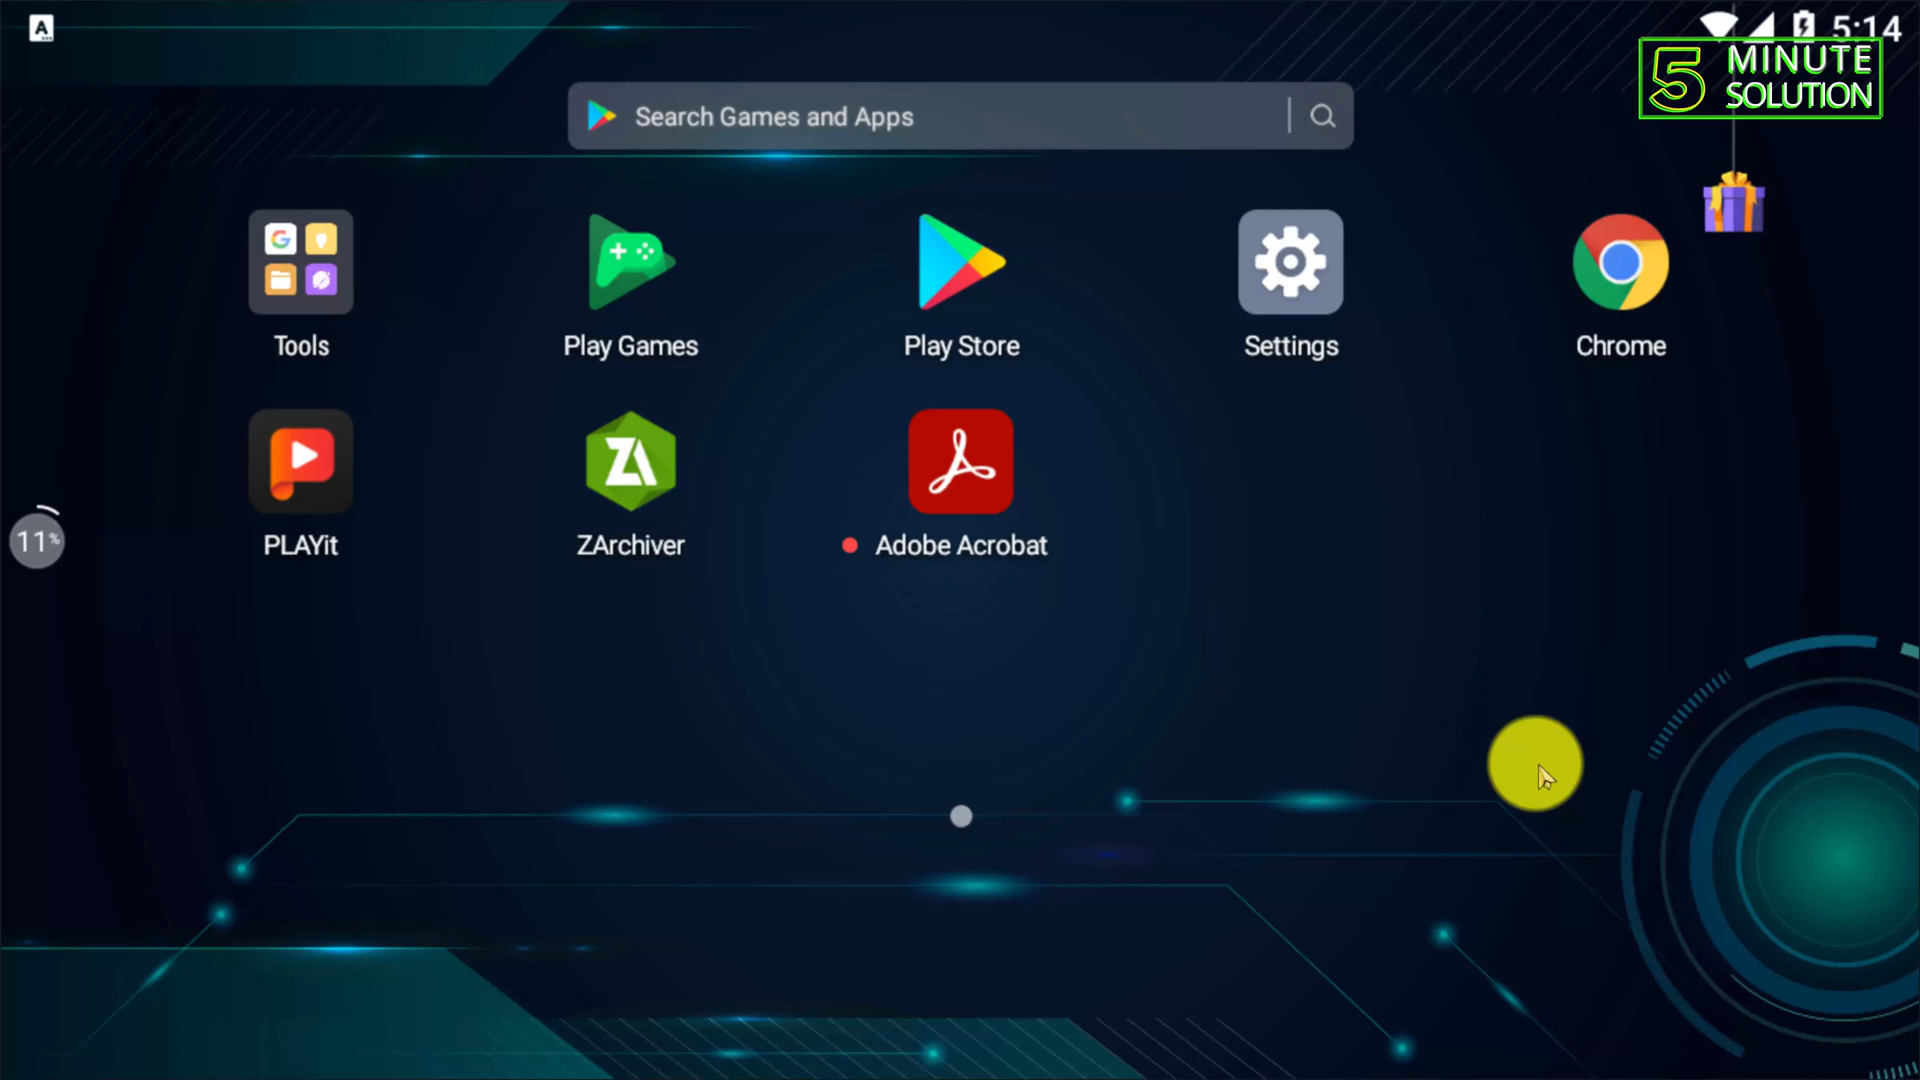 A
5:14
5 MINUTE
SOLUTION
Search Games and Apps
Tools
Play Games
Play Store
Settings
Chrome
11%
PLAYit
ZArchiver
Adobe Acrobat